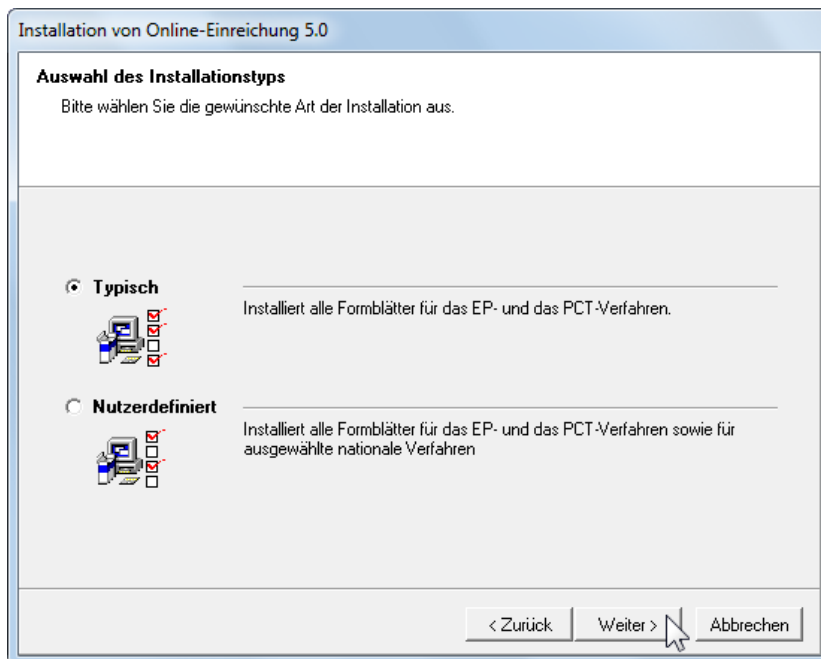 Installation von Online-Einreichung 5.0
Auswahl des Installationstyps
Bitte wählen Sie die gewünschte Art der Installation aus.
Typisch
Installiert alle Formblätter für das EP- und das PCT-Verfahren.
Nutzerdefiniert
Installiert alle Formblätter für das EP- und das PCT-Verfahren sowie für
ausgewählte nationale Verfahren
< Zurück
Weiter >
Abbrechen